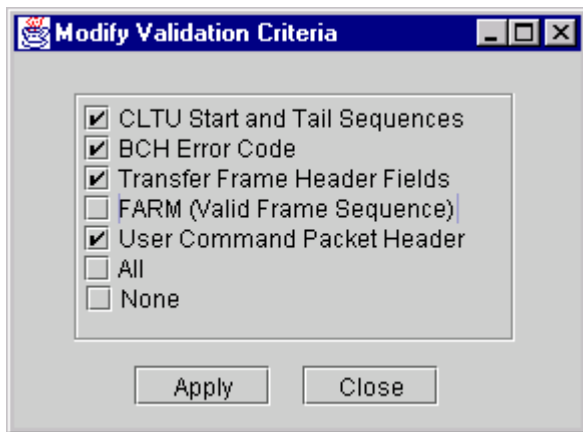 Modify Validation Criteria
CLTU Start and Tail Sequences
BCH Error Code
Transfer Frame Header Fields
FARM (Valid Frame Sequence)
User Command Packet Header
All
None
Apply Close